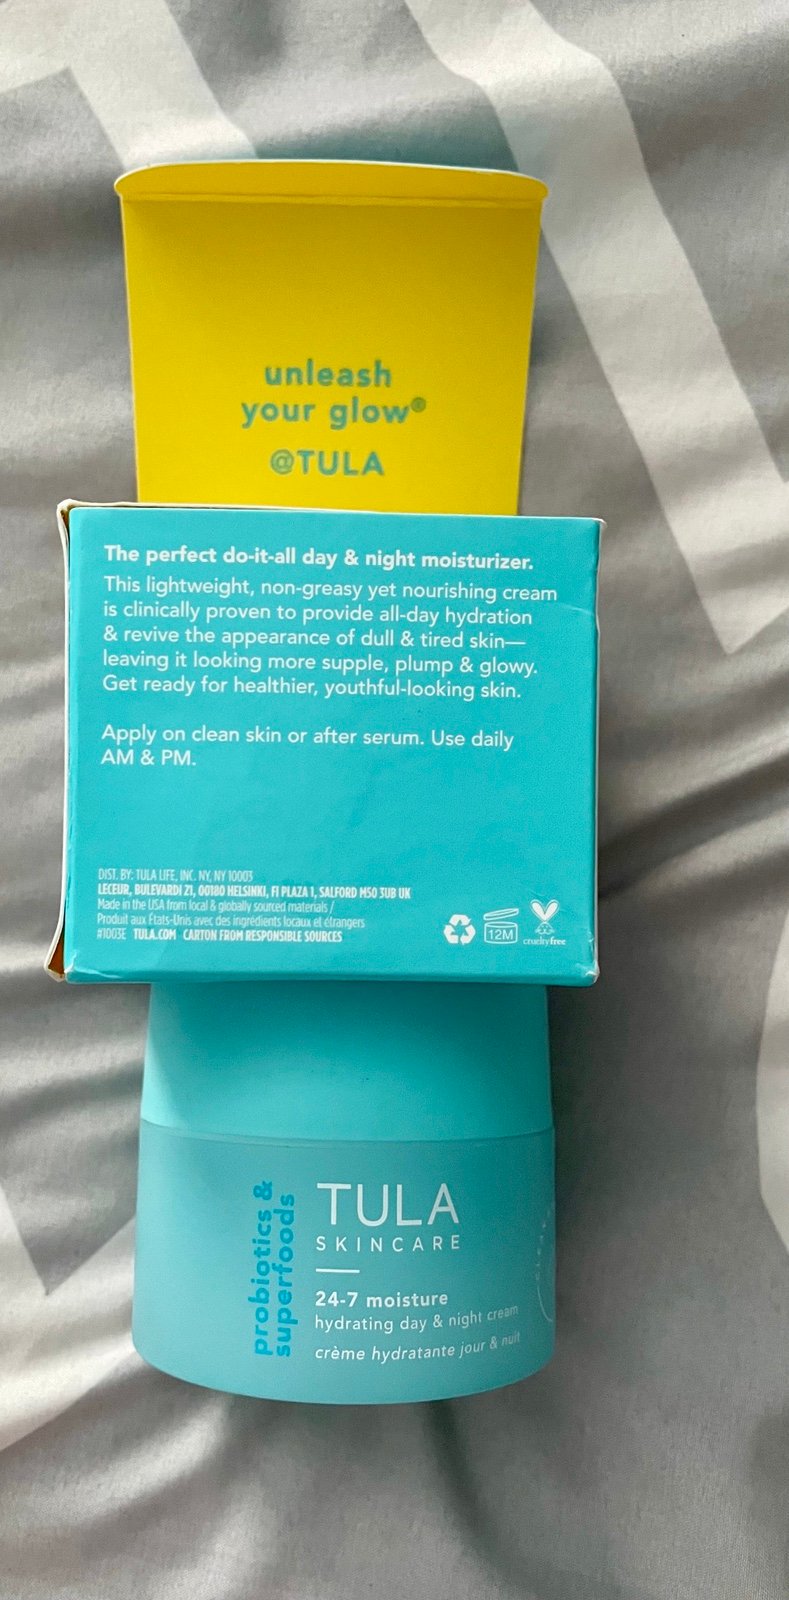 unleash
your glow®
@TULA
The perfect do-it-all day & night moisturizer.
This lightweight, non-greasy yet nourishing cream
is clinically proven to provide all-day hydration
& revive the appearance of dull & tired skin—
leaving it looking more supple, plump & glowy.
Get ready for healthier, youthful-looking skin.
Apply on clean skin or after serum. Use daily
AM & PM.
DIST. BY: TULA LIFE, INC. NY, NY 10003
LECEUR, BULEVARDI 21, 00180 HELSINKI, FI PLAZA 1, SALFORD M50 3UB UK
Made in the USA from local & globally sourced materials /
Produit aux États-Unis avec des ingrédients locaux et étrangers
#1003E TULA.COM CARTON FROM RESPONSIBLE SOURCES
12M
crueltyfree
probiotics &
superfoods
TULA
SKINCARE
24-7 moisture
hydrating day & night cream
crème hydratante jour & nuit